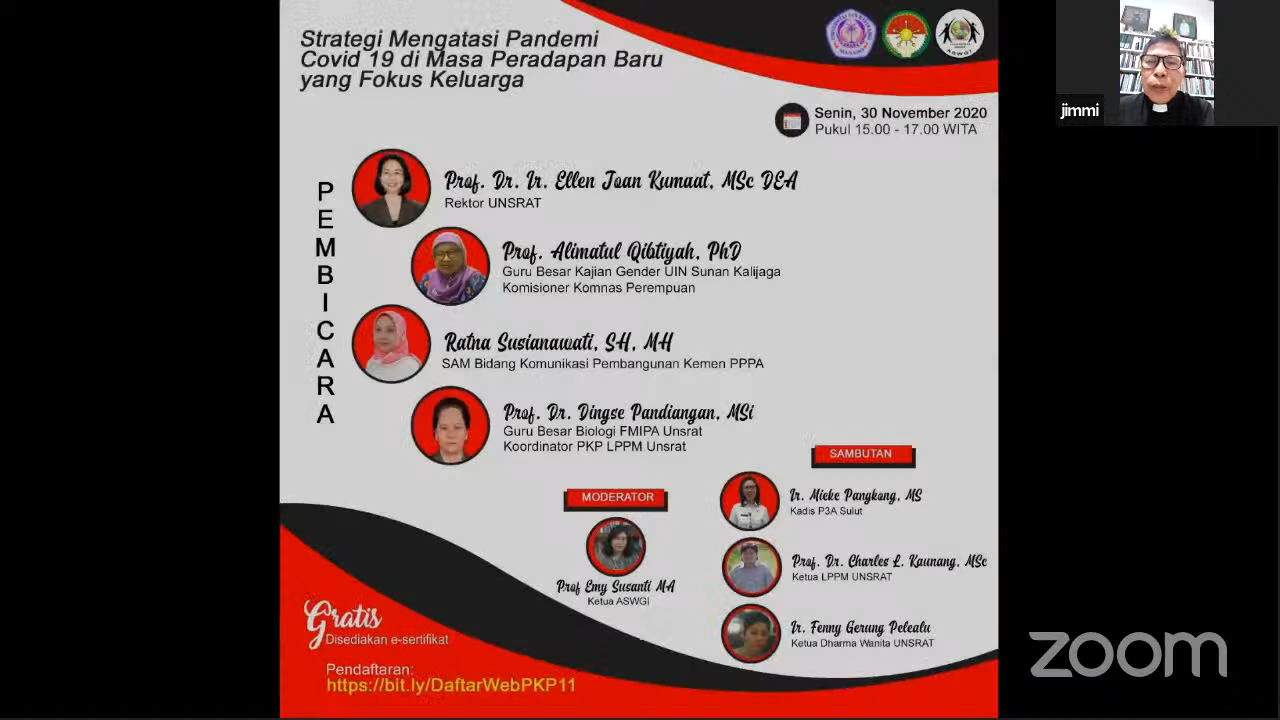 Strategi Mengatasi Pandemi
Covid 19 di Masa Peradapan Baru
yang Fokus Keluarga
Senin, 30 November 2020
Pukul 15.00 - 17.00 WITA
jimmi
PEMBICARA
Prof. Dr. Ir. Ellen Joan Kumaat, MSc DEA
Rektor UNSRAT
Prof. Alimatul Qibtiyah, PhD
Guru Besar Kajian Gender UIN Sunan Kalijaga
Komisioner Komnas Perempuan
Ratna Susianawati, SH, MH
SAM Bidang Komunikasi Pembangunan Kemen PPPA
Prof. Dr. Dingse Pandiangan, MSi
Guru Besar Biologi FMIPA Unsrat
Koordinator PKP LPPM Unsrat
MODERATOR
Prof Emy Susanti MA
Ketua ASWGI
SAMBUTAN
Ir. Mieke Pangkong, MS
Kadis P3A Sulut
Prof. Dr. Charles L. Kaunang, MSc
Ketua LPPM UNSRAT
Ir. Fenny Gerung Pelealu
Ketua Dharma Wanita UNSRAT
Gratis
Disediakan e-sertifikat
Pendaftaran:
https://bit.ly/DaftarWebPKP11
zoom